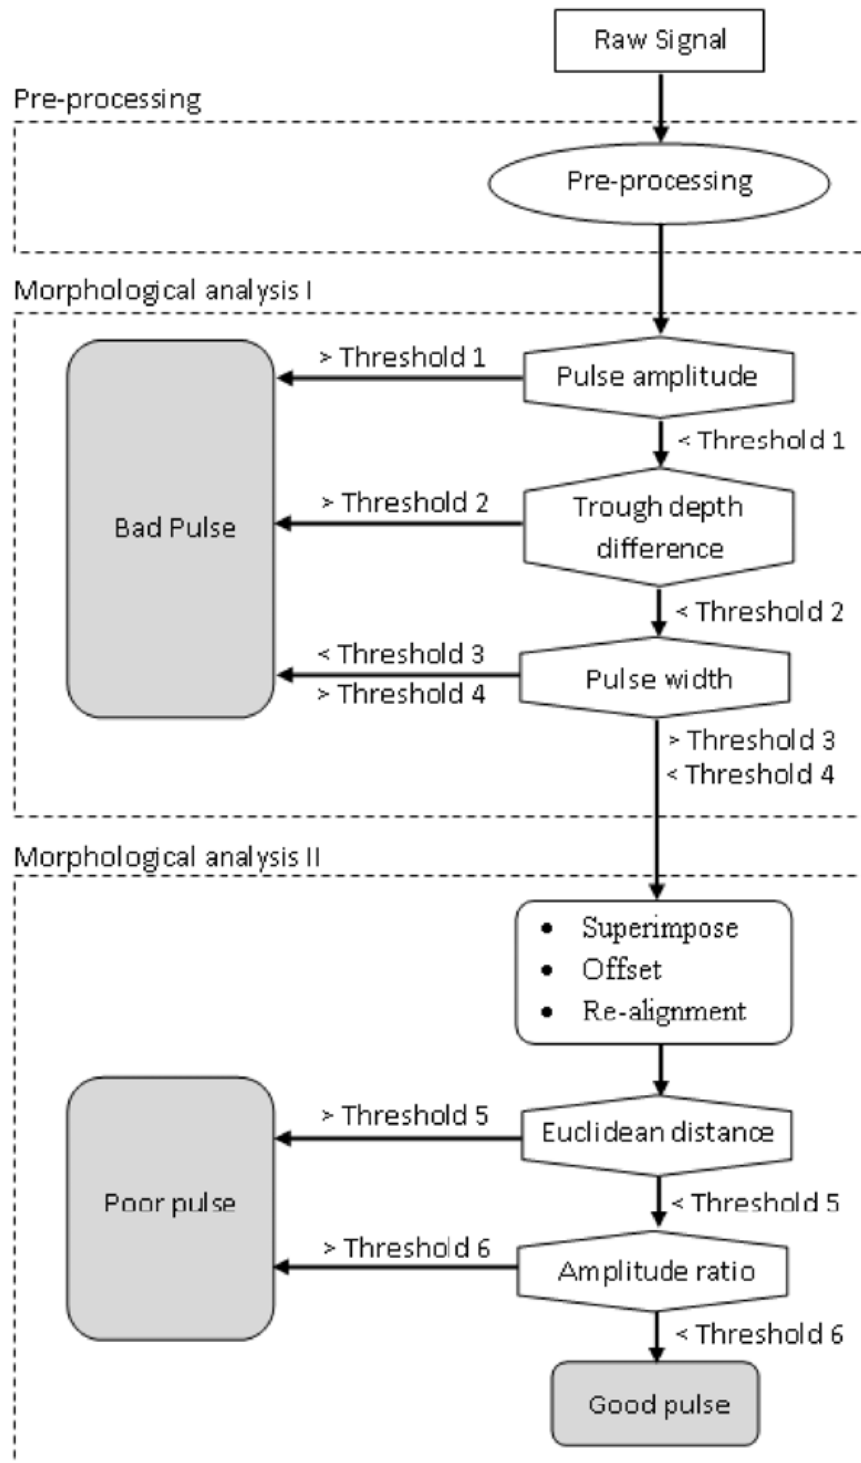 Raw Signal
Pre-processing
Pre-processing
Morphological analysis I
> Threshold 1
Pulse amplitude
< Threshold 1
Bad Pulse
> Threshold 2
Trough depth
difference
< Threshold 2
< Threshold 3
> Threshold 4
Pulse width
> Threshold 3
< Threshold 4
Morphological analysis II
• Superimpose
• Offset
• Re-alignment
> Threshold 5
Euclidean distance
Poor pulse
< Threshold 5
> Threshold 6
Amplitude ratio
< Threshold 6
Good pulse